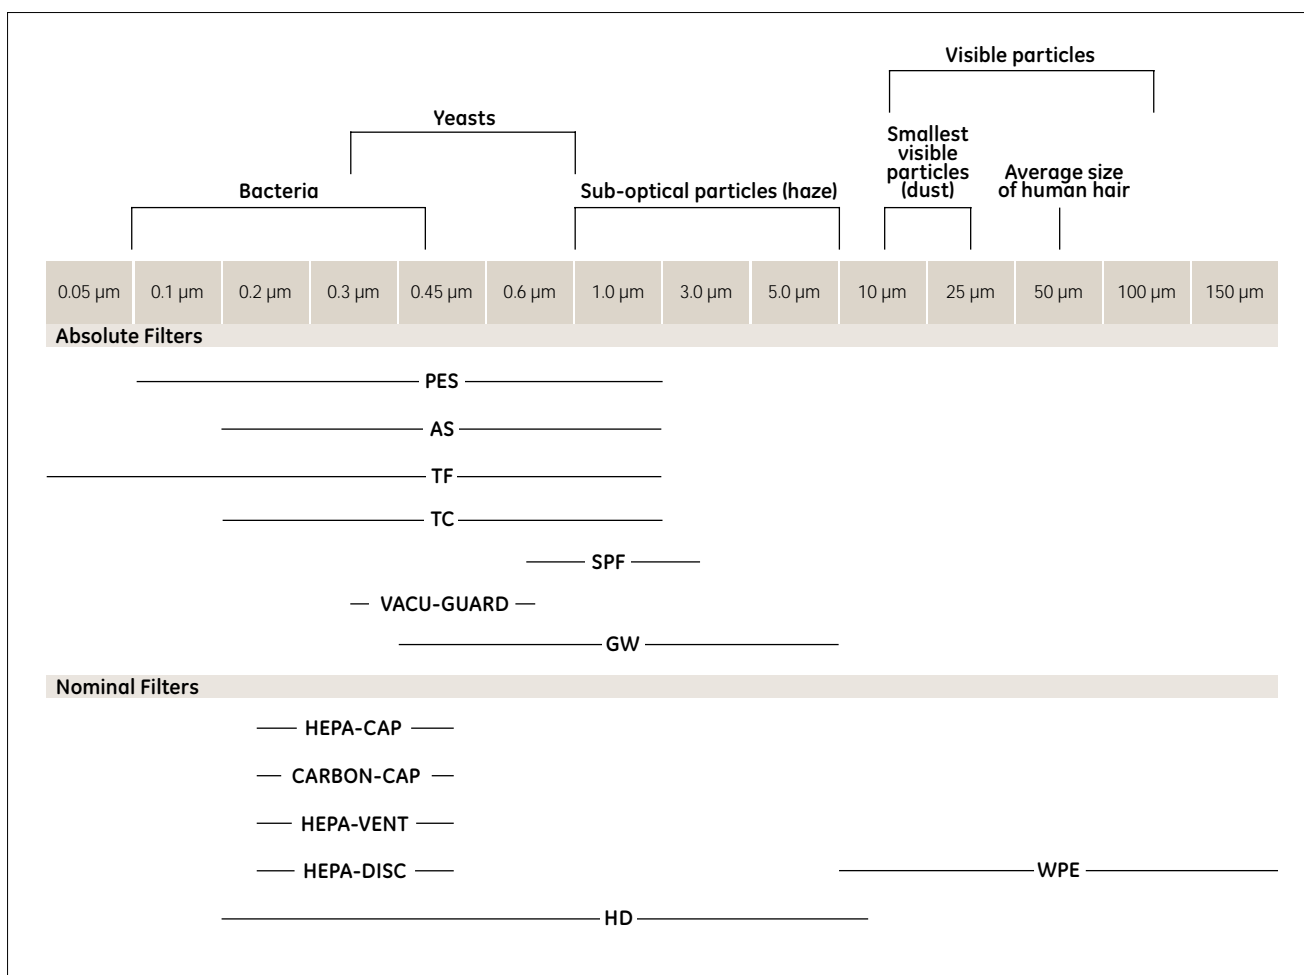 Visible particles
Yeasts
Smallest
visible
particles
(dust)
Average size
of human hair
Bacteria
Sub-optical particles (haze)
0.05 µm 0.1 µm 0.2 µm 0.3 µm 0.45 µm 0.6 µm 1.0 µm 3.0 µm 5.0 µm 10 µm 25 µm 50 µm 100 µm 150 µm
Absolute Filters
PES
AS
TF
TC
SPF
VACU-GUARD
GW
Nominal Filters
HEPA-CAP
CARBON-CAP
HEPA-VENT
HEPA-DISC WPE
HD